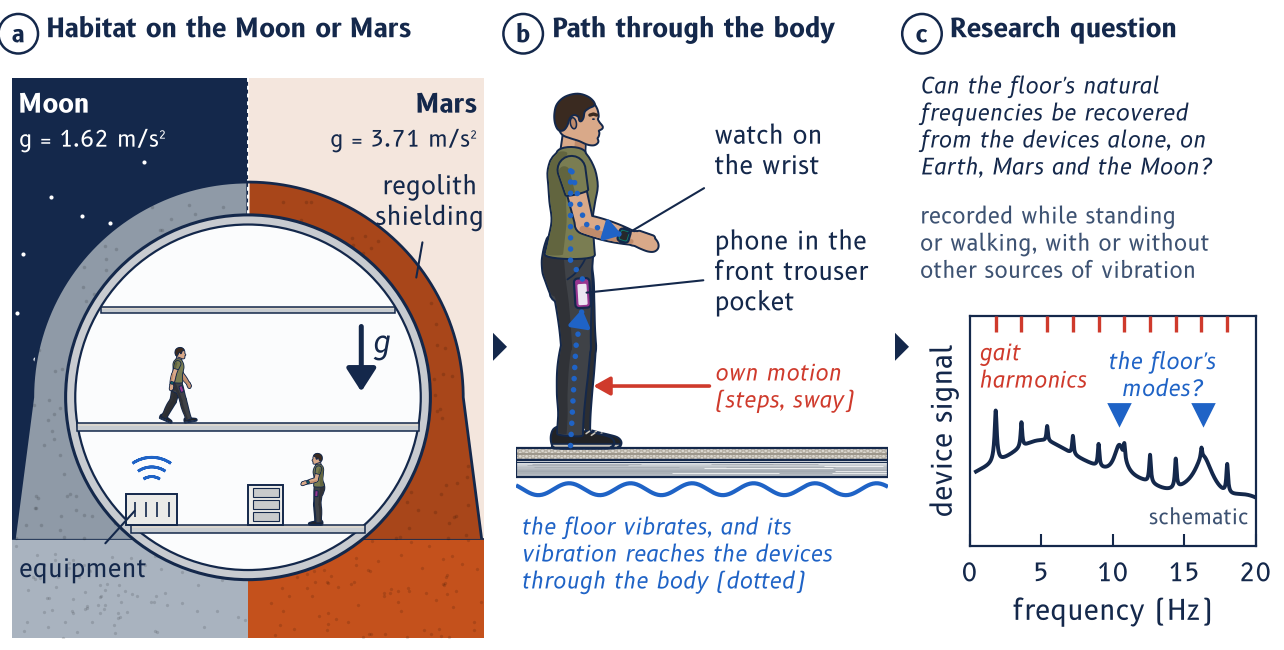 a Habitat on the Moon or Mars
Moon
g = 1.62 m/s²
Mars
g = 3.71 m/s²
regolith
shielding
g
equipment
b Path through the body
watch on
the wrist
phone in the
front trouser
pocket
own motion
[steps, sway]
the floor vibrates, and its
vibration reaches the devices
through the body [dotted]
c Research question
Can the floor's natural
frequencies be recovered
from the devices alone, on
Earth, Mars and the Moon?
recorded while standing
or walking, with or without
other sources of vibration
gait
harmonics
the floor's
modes?
device signal
schematic
0 5 10 15 20
frequency [Hz]